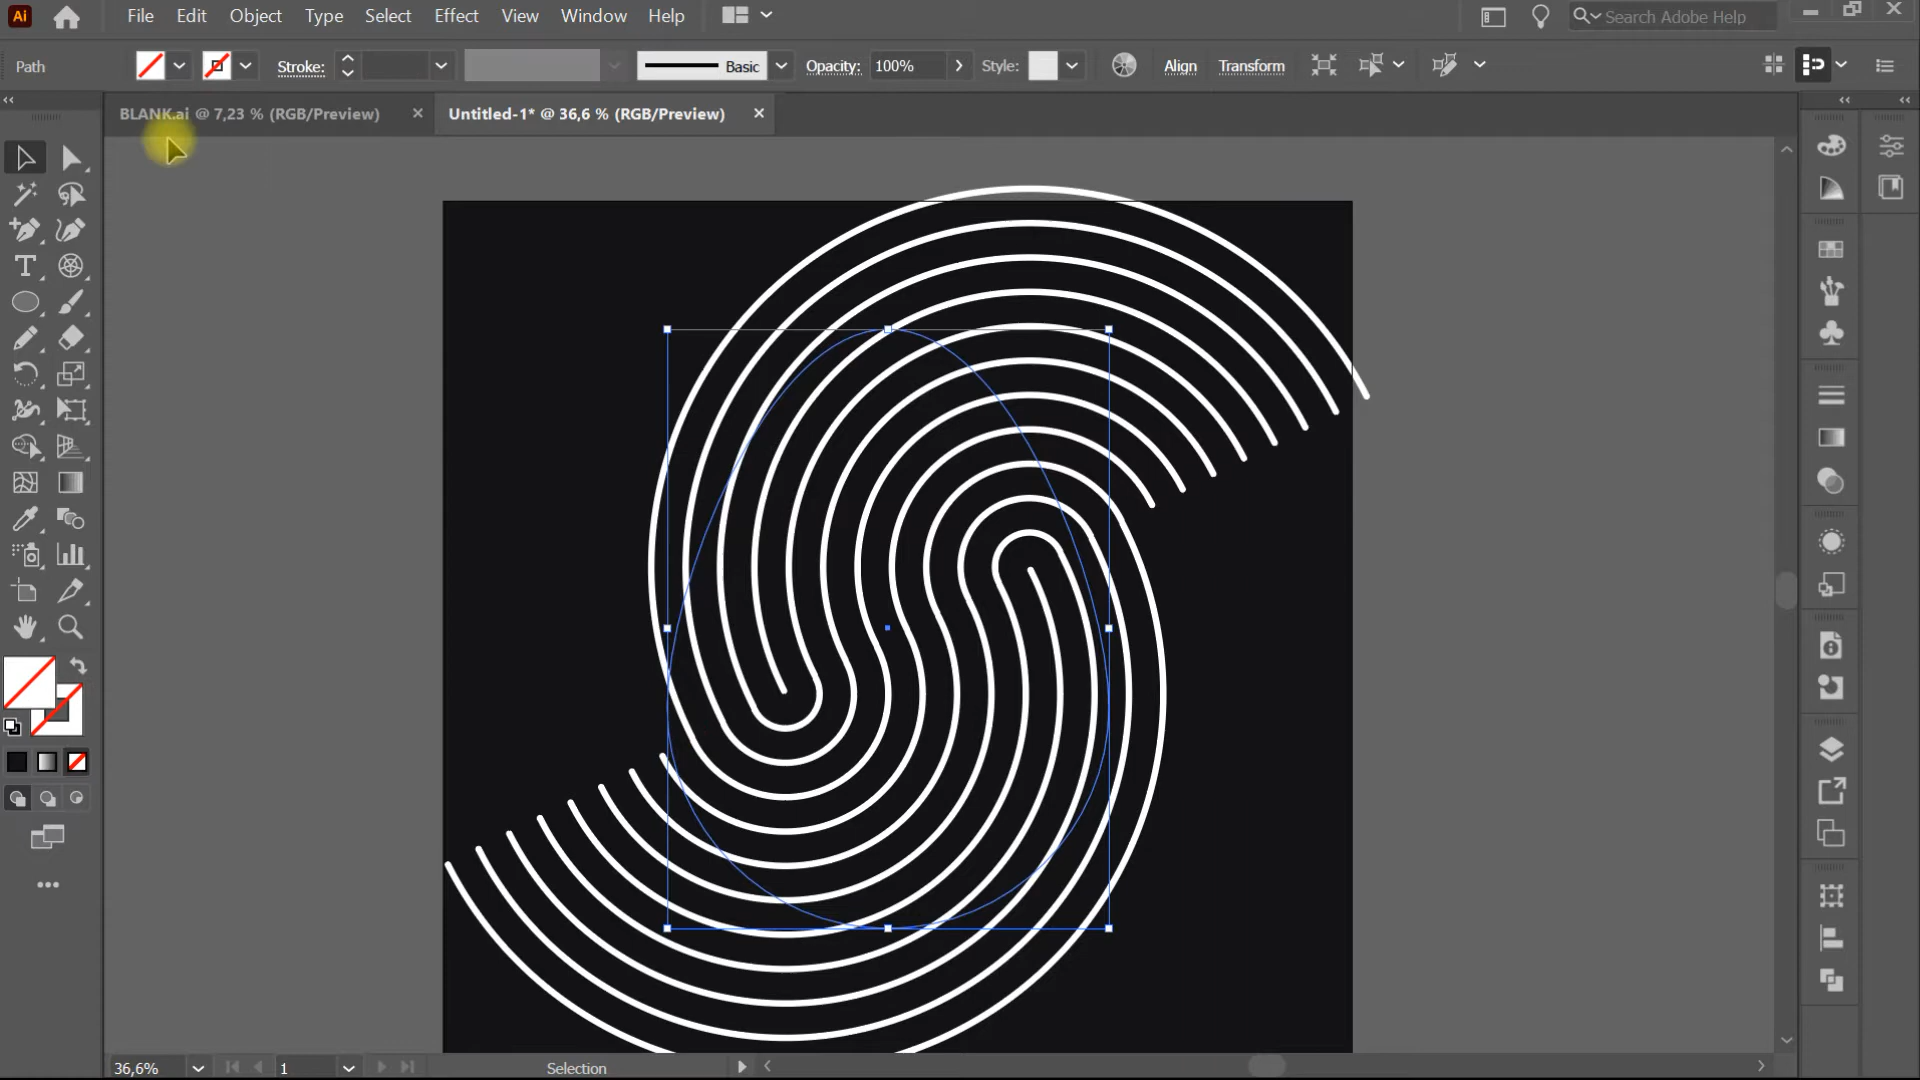 Ai File Edit Object Type Select Effect View Window Help Search Adobe Help
Path Stroke: Basic Opacity: 100% Style: Align Transform
BLANK.ai @ 7,23 % (RGB/Preview) Untitled-1* @ 36,6 % (RGB/Preview)
36,6% 1 Selection